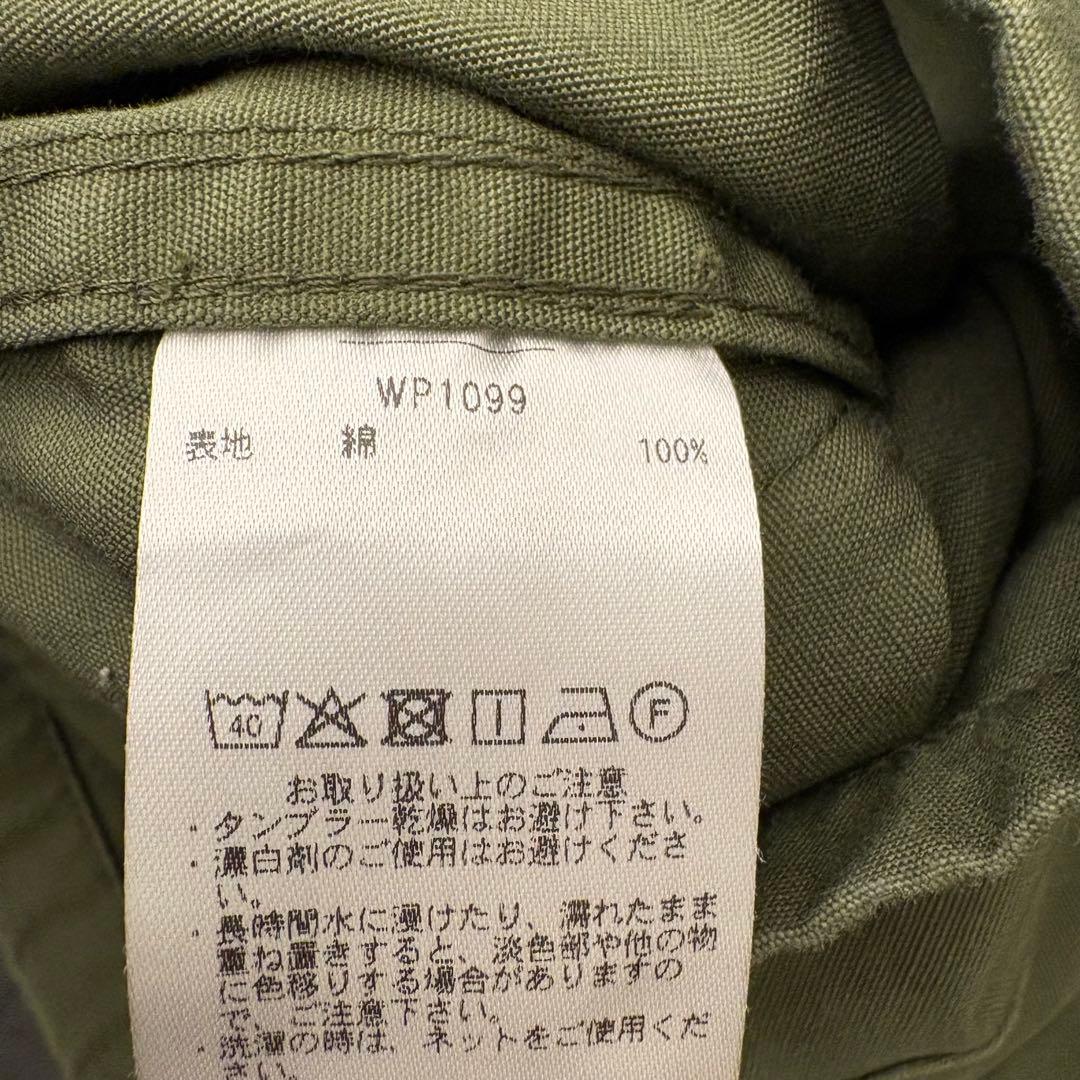 WP1099
表地 綿 100%
40 F
お取り扱い上のご注意
・タンブラー乾燥はお避け下さい。
・漂白剤のご使用はお避けくださ
い。
・長時間水に浸けたり、濡れたまま
重ね置きすると、淡色部や他の物
に色移りする場合がありますの
で、ご注意下さい。
・洗濯の時は、ネットをご使用くだ
さい。